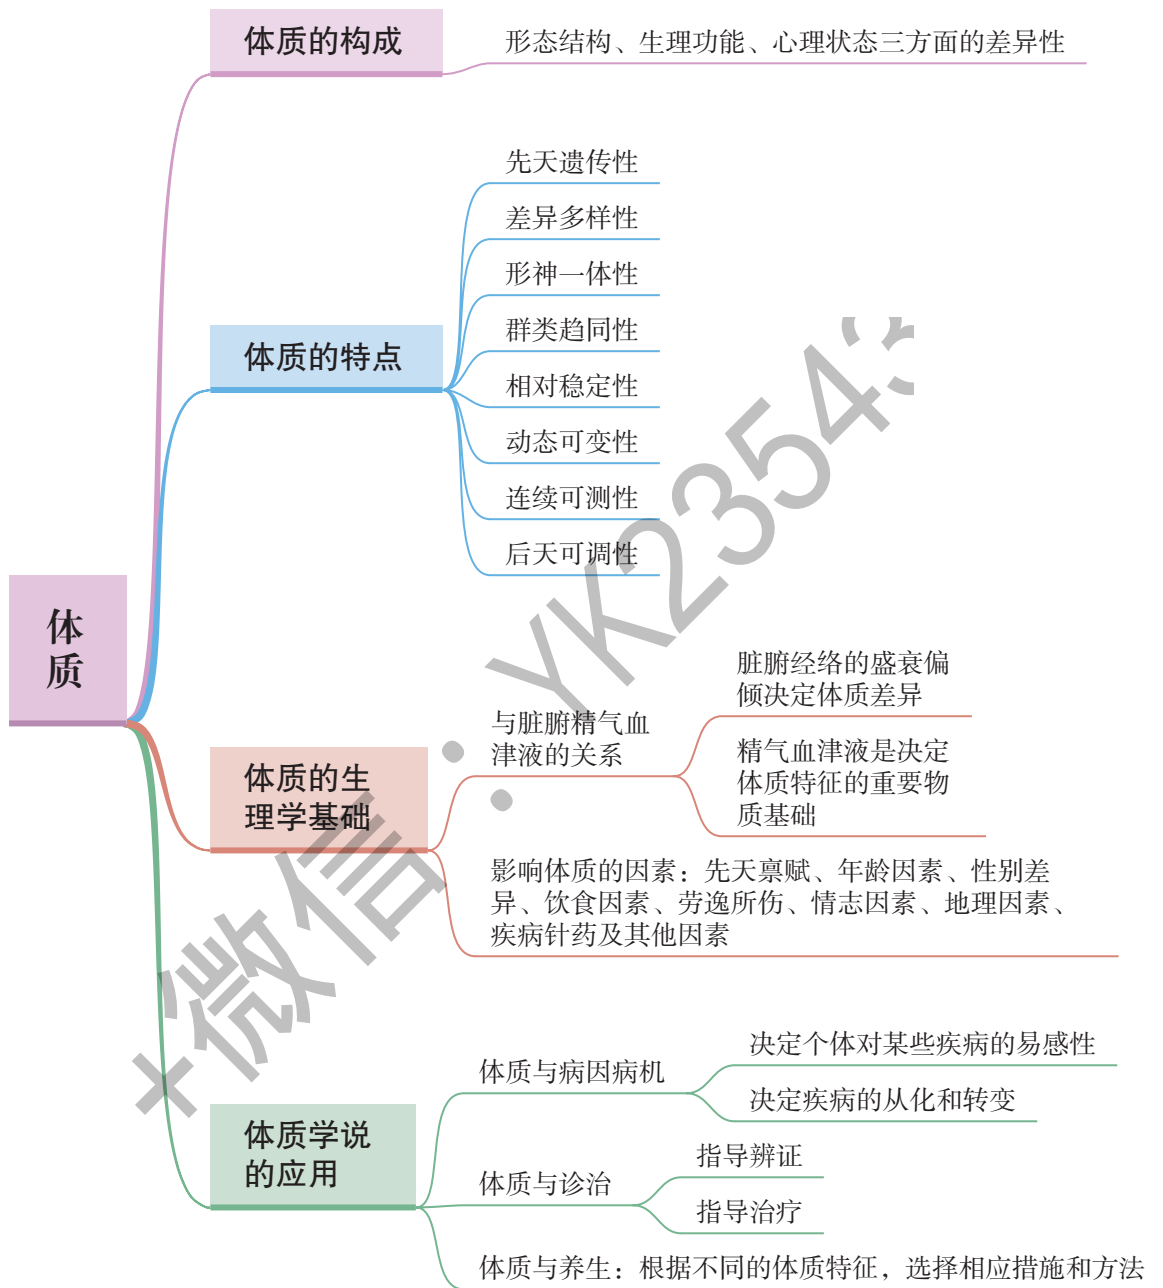 体质的构成
形态结构、生理功能、心理状态三方面的差异性
先天遗传性
差异多样性
形神一体性
群类趋同性
体质的特点
相对稳定性
动态可变性
连续可测性
后天可调性
体
质
脏腑经络的盛衰偏
倾决定体质差异
与脏腑精气血
津液的关系
精气血津液是决定
体质特征的重要物
质基础
体质的生
理学基础
影响体质的因素：先天禀赋、年龄因素、性别差
异、饮食因素、劳逸所伤、情志因素、地理因素、
疾病针药及其他因素
决定个体对某些疾病的易感性
体质与病因病机
决定疾病的从化和转变
体质学说
的应用
指导辨证
体质与诊治
指导治疗
体质与养生：根据不同的体质特征，选择相应措施和方法
+微信：YK23543